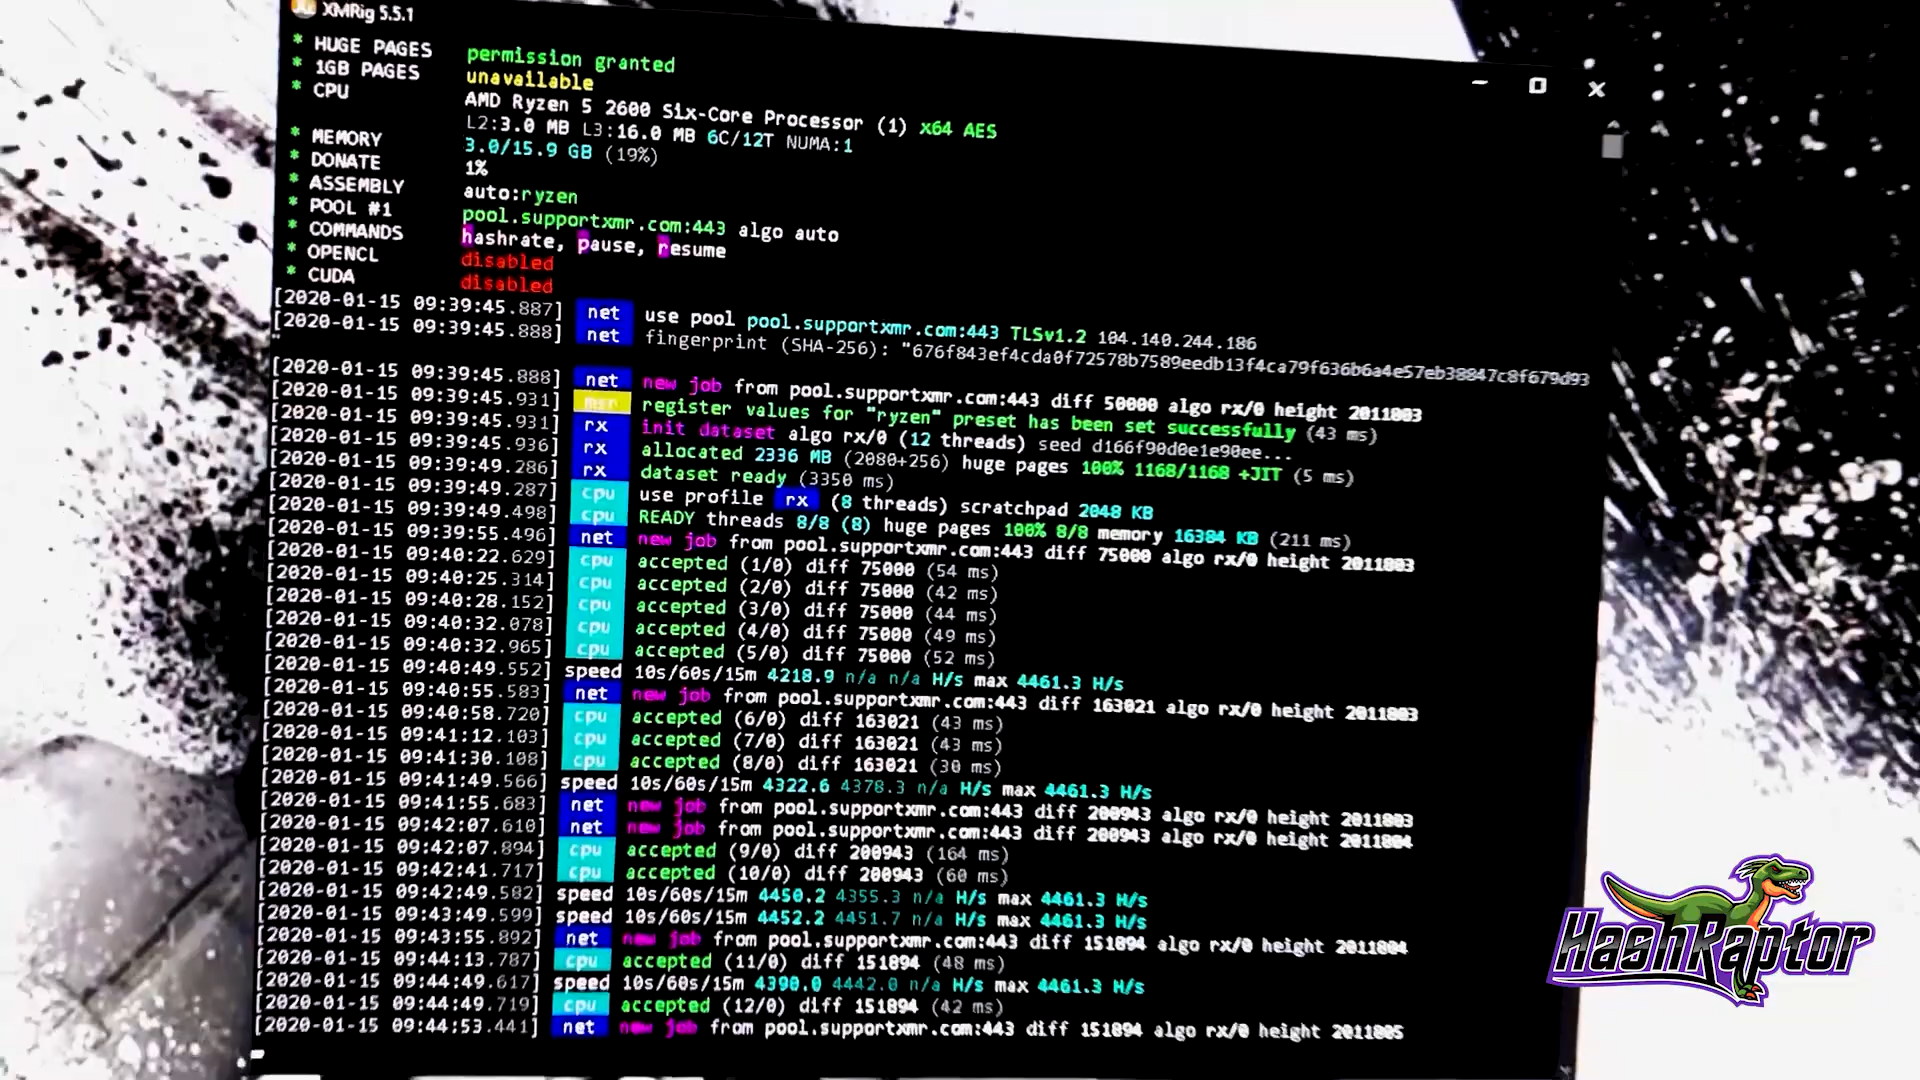 XMRig 5.5.1
* HUGE PAGES permission granted
* 1GB PAGES unavailable
* CPU AMD Ryzen 5 2600 Six-Core Processor (1) x64 AES
L2:3.0 MB L3:16.0 MB 6C/12T NUMA:1
* MEMORY 3.0/15.9 GB (19%)
* DONATE 1%
* ASSEMBLY auto:ryzen
* POOL #1 pool.supportxmr.com:443 algo auto
* COMMANDS hashrate, pause, resume
* OPENCL disabled
* CUDA disabled
[2020-01-15 09:39:45.887] net use pool pool.supportxmr.com:443 TLSv1.2 104.140.244.186
[2020-01-15 09:39:45.888] net fingerprint (SHA-256): "676f843ef4cda0f72578b7589eedb13f4ca79f636b6a4e57eb38847c8f679d93
"
[2020-01-15 09:39:45.888] net new job from pool.supportxmr.com:443 diff 50000 algo rx/0 height 2011803
[2020-01-15 09:39:45.931] msr register values for "ryzen" preset has been set successfully (43 ms)
[2020-01-15 09:39:45.931] rx init dataset algo rx/0 (12 threads) seed d166f90d0e1e90ee...
[2020-01-15 09:39:45.936] rx allocated 2336 MB (2080+256) huge pages 100% 1168/1168 +JIT (5 ms)
[2020-01-15 09:39:49.286] rx dataset ready (3350 ms)
[2020-01-15 09:39:49.287] cpu use profile rx (8 threads) scratchpad 2048 KB
[2020-01-15 09:39:49.498] cpu READY threads 8/8 (8) huge pages 100% 8/8 memory 16384 KB (211 ms)
[2020-01-15 09:39:55.496] net new job from pool.supportxmr.com:443 diff 75000 algo rx/0 height 2011803
[2020-01-15 09:40:22.629] cpu accepted (1/0) diff 75000 (54 ms)
[2020-01-15 09:40:25.314] cpu accepted (2/0) diff 75000 (42 ms)
[2020-01-15 09:40:28.152] cpu accepted (3/0) diff 75000 (44 ms)
[2020-01-15 09:40:32.078] cpu accepted (4/0) diff 75000 (49 ms)
[2020-01-15 09:40:32.965] cpu accepted (5/0) diff 75000 (52 ms)
[2020-01-15 09:40:49.552] speed 10s/60s/15m 4218.9 n/a n/a H/s max 4461.3 H/s
[2020-01-15 09:40:55.583] net new job from pool.supportxmr.com:443 diff 163021 algo rx/0 height 2011803
[2020-01-15 09:40:58.720] cpu accepted (6/0) diff 163021 (43 ms)
[2020-01-15 09:41:12.103] cpu accepted (7/0) diff 163021 (43 ms)
[2020-01-15 09:41:30.108] cpu accepted (8/0) diff 163021 (30 ms)
[2020-01-15 09:41:49.566] speed 10s/60s/15m 4322.6 4378.3 n/a H/s max 4461.3 H/s
[2020-01-15 09:41:55.683] net new job from pool.supportxmr.com:443 diff 200943 algo rx/0 height 2011803
[2020-01-15 09:42:07.610] net new job from pool.supportxmr.com:443 diff 200943 algo rx/0 height 2011804
[2020-01-15 09:42:07.894] cpu accepted (9/0) diff 200943 (164 ms)
[2020-01-15 09:42:41.717] cpu accepted (10/0) diff 200943 (60 ms)
[2020-01-15 09:42:49.582] speed 10s/60s/15m 4450.2 4355.3 n/a H/s max 4461.3 H/s
[2020-01-15 09:43:49.599] speed 10s/60s/15m 4452.2 4451.7 n/a H/s max 4461.3 H/s
[2020-01-15 09:43:55.892] net new job from pool.supportxmr.com:443 diff 151894 algo rx/0 height 2011804
[2020-01-15 09:44:13.787] cpu accepted (11/0) diff 151894 (48 ms)
[2020-01-15 09:44:49.617] speed 10s/60s/15m 4390.0 4442.0 n/a H/s max 4461.3 H/s
[2020-01-15 09:44:49.719] cpu accepted (12/0) diff 151894 (42 ms)
[2020-01-15 09:44:53.441] net new job from pool.supportxmr.com:443 diff 151894 algo rx/0 height 2011805
HashRaptor